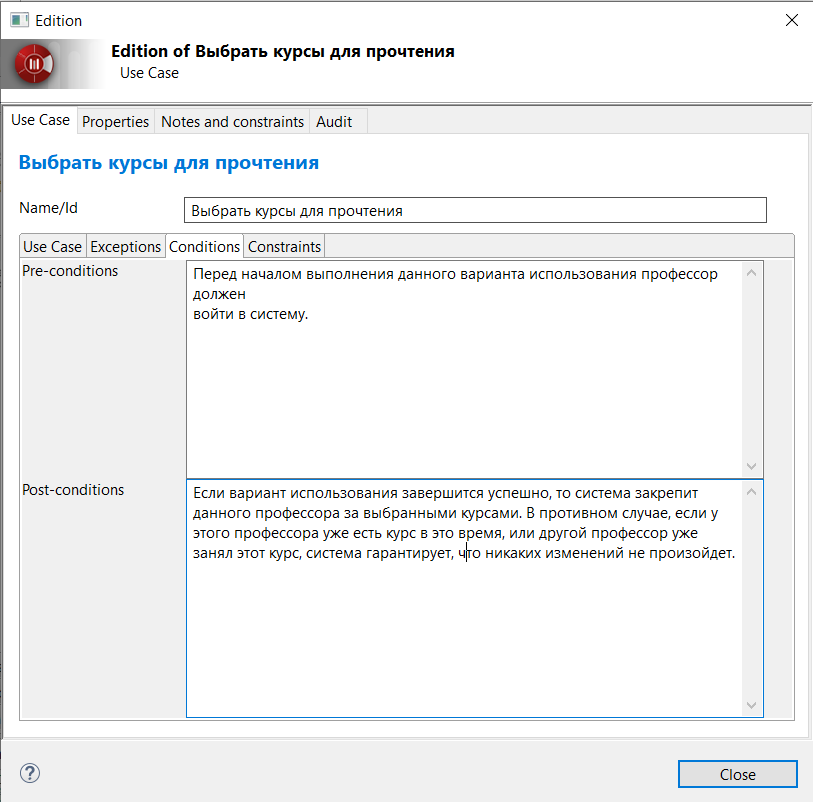 Edition
Edition of Выбрать курсы для прочтения
Use Case
Use Case Properties Notes and constraints Audit
Выбрать курсы для прочтения
Name/Id Выбрать курсы для прочтения
Use Case Exceptions Conditions Constraints
Pre-conditions Перед началом выполнения данного варианта использования профессор
должен
войти в систему.
Post-conditions Если вариант использования завершится успешно, то система закрепит
данного профессора за выбранными курсами. В противном случае, если у
этого профессора уже есть курс в это время, или другой профессор уже
занял этот курс, система гарантирует, что никаких изменений не произойдет.
? Close